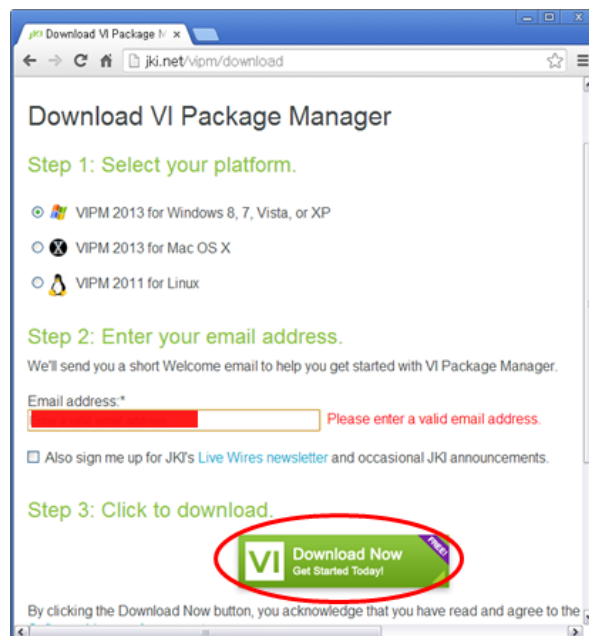 jki Download VI Package M
jki.net/vipm/download
Download VI Package Manager
Step 1: Select your platform.
VIPM 2013 for Windows 8, 7, Vista, or XP
VIPM 2013 for Mac OS X
VIPM 2011 for Linux
Step 2: Enter your email address.
We'll send you a short Welcome email to help you get started with VI Package Manager.
Email address:*
Please enter a valid email address.
Also sign me up for JKI's Live Wires newsletter and occasional JKI announcements.
Step 3: Click to download.
VI Download Now FREE!
Get Started Today!
By clicking the Download Now button, you acknowledge that you have read and agree to the